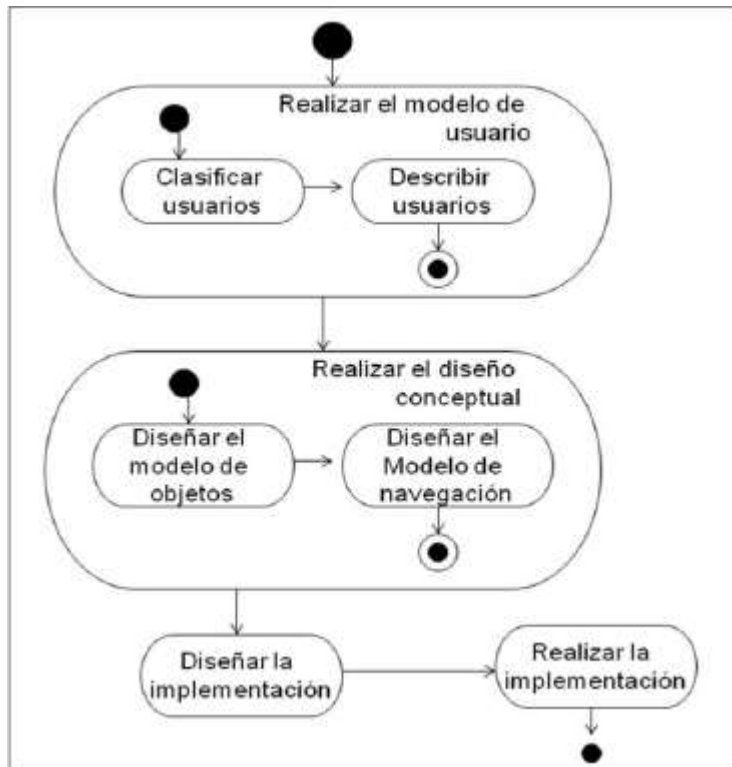 Realizar el modelo de
usuario
Clasificar
usuarios
Describir
usuarios
Realizar el diseño
conceptual
Diseñar el
modelo de
objetos
Diseñar el
Modelo de
navegación
Diseñar la
implementación
Realizar la
implementación